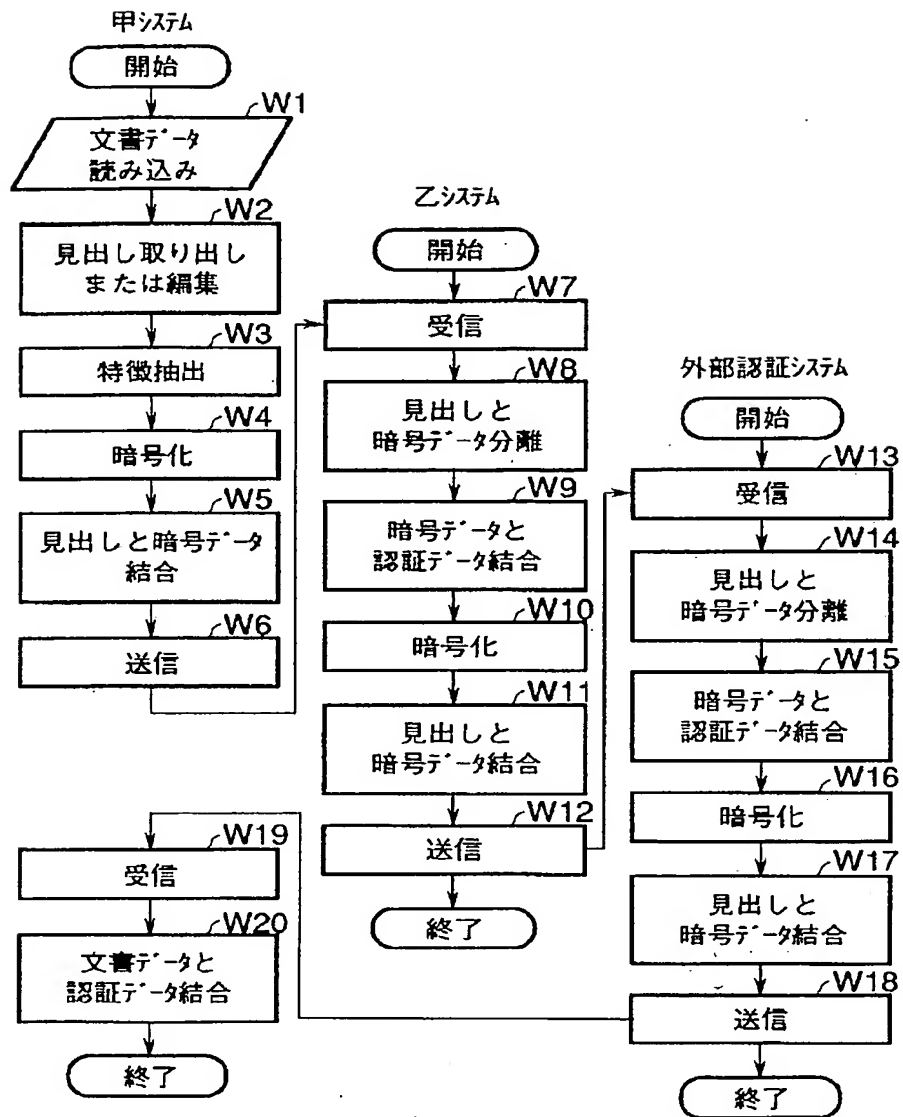 甲システム
開始
W1
文書データ
読み込み
W2
見出し取り出し
または編集
W3
特徴抽出
W4
暗号化
W5
見出しと暗号データ
結合
W6
送信
W19
受信
W20
文書データと
認証データ結合
終了
乙システム
開始
W7
受信
W8
見出しと
暗号データ分離
W9
暗号データと
認証データ結合
W10
暗号化
W11
見出しと
暗号データ結合
W12
送信
終了
外部認証システム
開始
W13
受信
W14
見出しと
暗号データ分離
W15
暗号データと
認証データ結合
W16
暗号化
W17
見出しと
暗号データ結合
W18
送信
終了